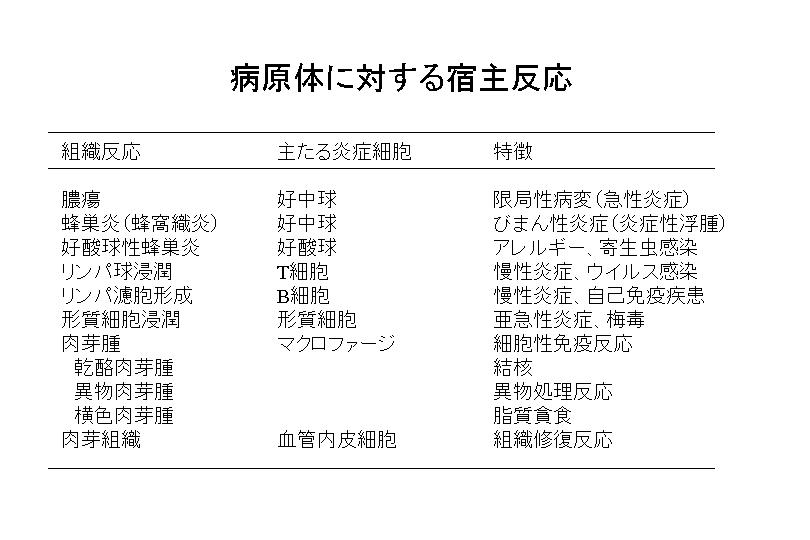 病原体に対する宿主反応
組織反応 主たる炎症細胞 特徴
膿瘍 好中球 限局性病変（急性炎症）
蜂巣炎（蜂窩織炎） 好中球 びまん性炎症（炎症性浮腫）
好酸球性蜂巣炎 好酸球 アレルギー、寄生虫感染
リンパ球浸潤 T細胞 慢性炎症、ウイルス感染
リンパ濾胞形成 B細胞 慢性炎症、自己免疫疾患
形質細胞浸潤 形質細胞 亜急性炎症、梅毒
肉芽腫 マクロファージ 細胞性免疫反応
乾酪肉芽腫 結核
異物肉芽腫 異物処理反応
横色肉芽腫 脂質貪食
肉芽組織 血管内皮細胞 組織修復反応